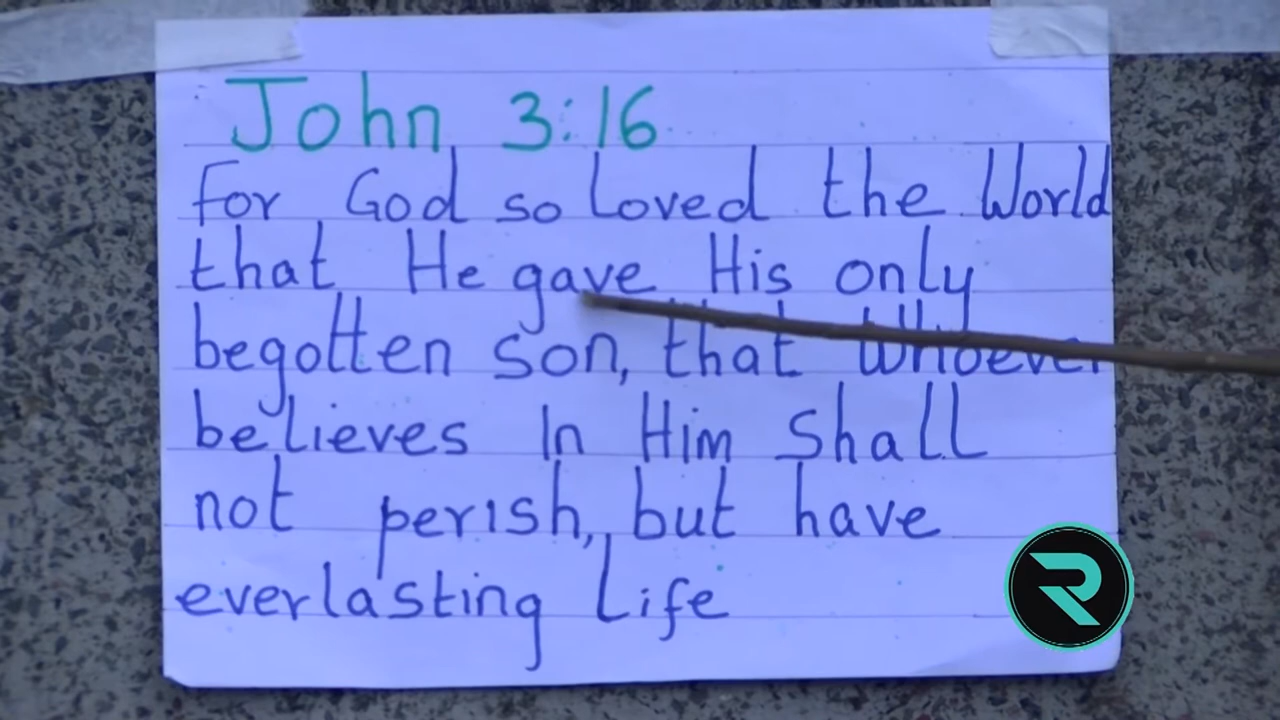 John 3:16
for God so loved the World
that He gave His only
begotten son, that Whoever
believes In Him Shall
not perish, but have
everlasting Life
R